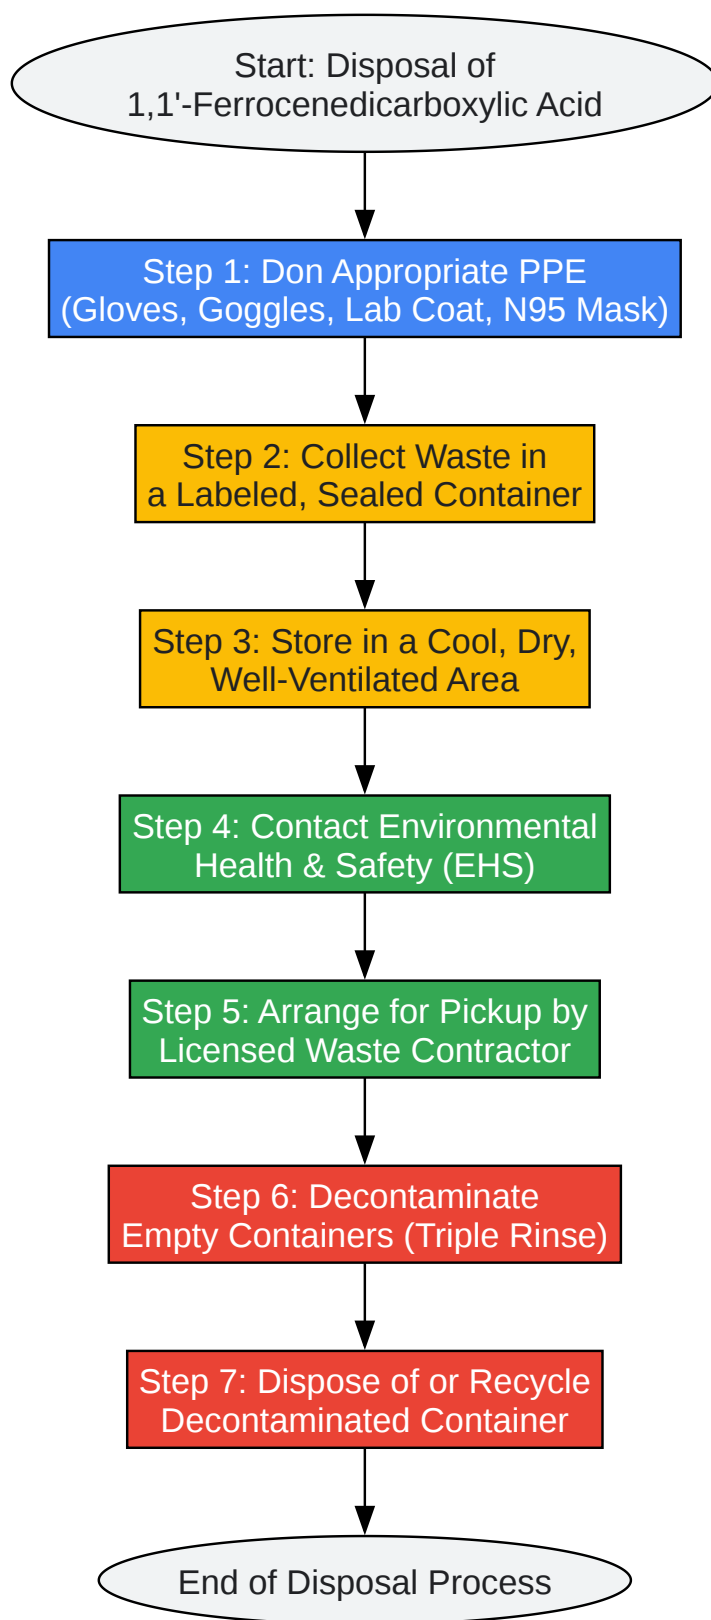 Start: Disposal of
1,1'-Ferrocenedicarboxylic Acid
Step 1: Don Appropriate PPE
(Gloves, Goggles, Lab Coat, N95 Mask)
Step 2: Collect Waste in
a Labeled, Sealed Container
Step 3: Store in a Cool, Dry,
Well-Ventilated Area
Step 4: Contact Environmental
Health & Safety (EHS)
Step 5: Arrange for Pickup by
Licensed Waste Contractor
Step 6: Decontaminate
Empty Containers (Triple Rinse)
Step 7: Dispose of or Recycle
Decontaminated Container
End of Disposal Process